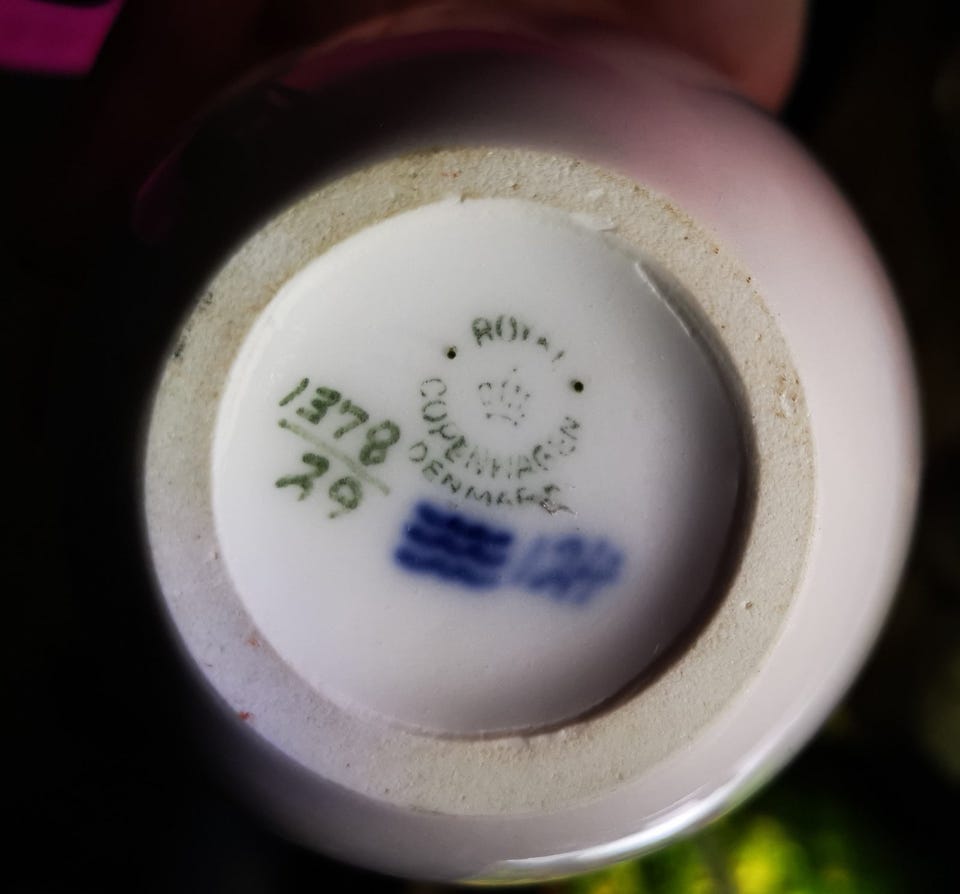 ROYAL
COPENHAGEN
DENMARK
1378
79